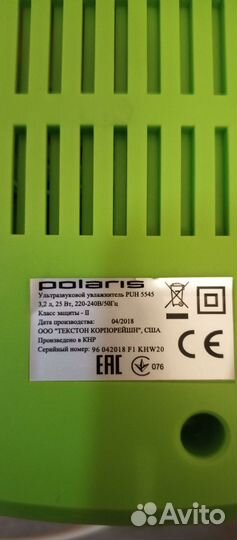 polaris
Ультразвуковой увлажнитель PUH 5545
3,2 л, 25 Вт, 220-240В/50Гц
Класс защиты - II
Дата производства: 04/2018
ООО "ТЕКСТОН КОРПОРЕЙШН", США
Произведено в КНР
Серийный номер: 96 042018 F1 KHW20
CE
EAC 076
Avito